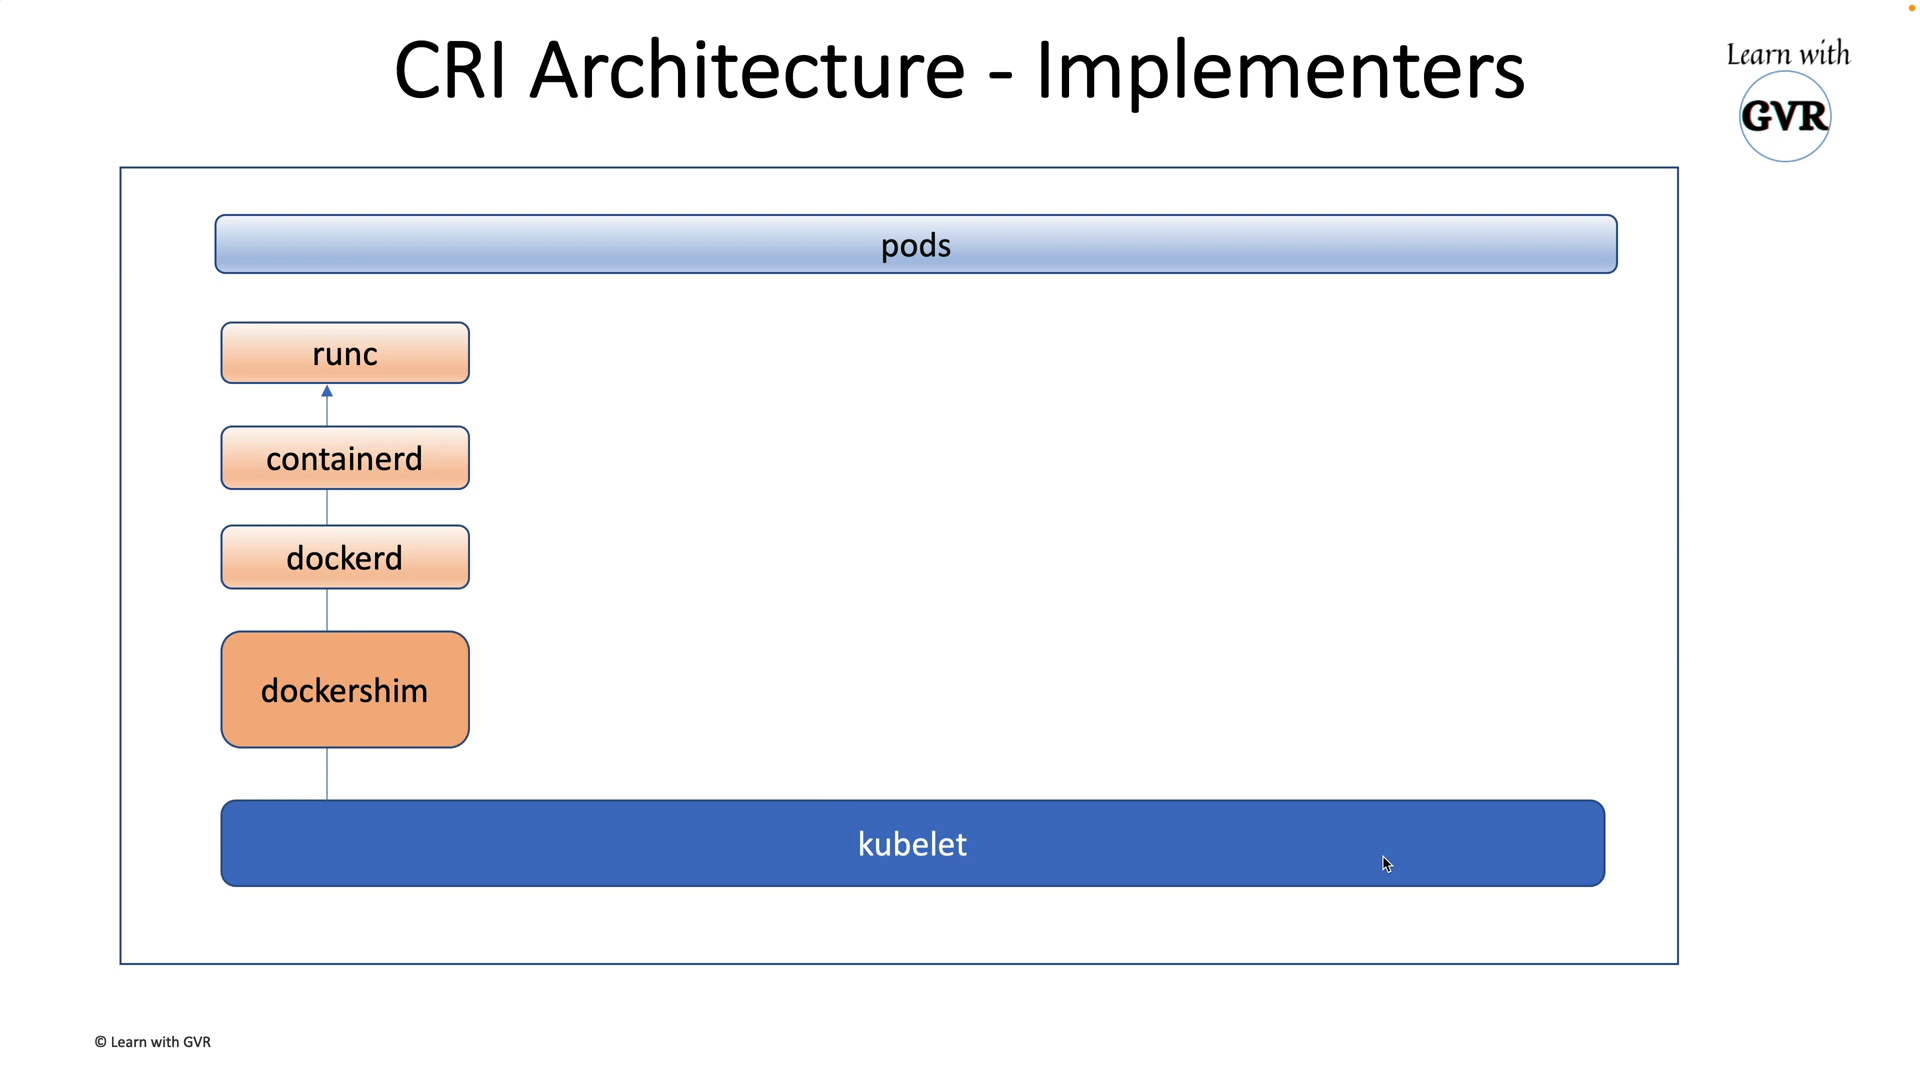 CRI Architecture - Implementers
Learn with
GVR
pods
runc
containerd
dockerd
dockershim
kubelet
© Learn with GVR